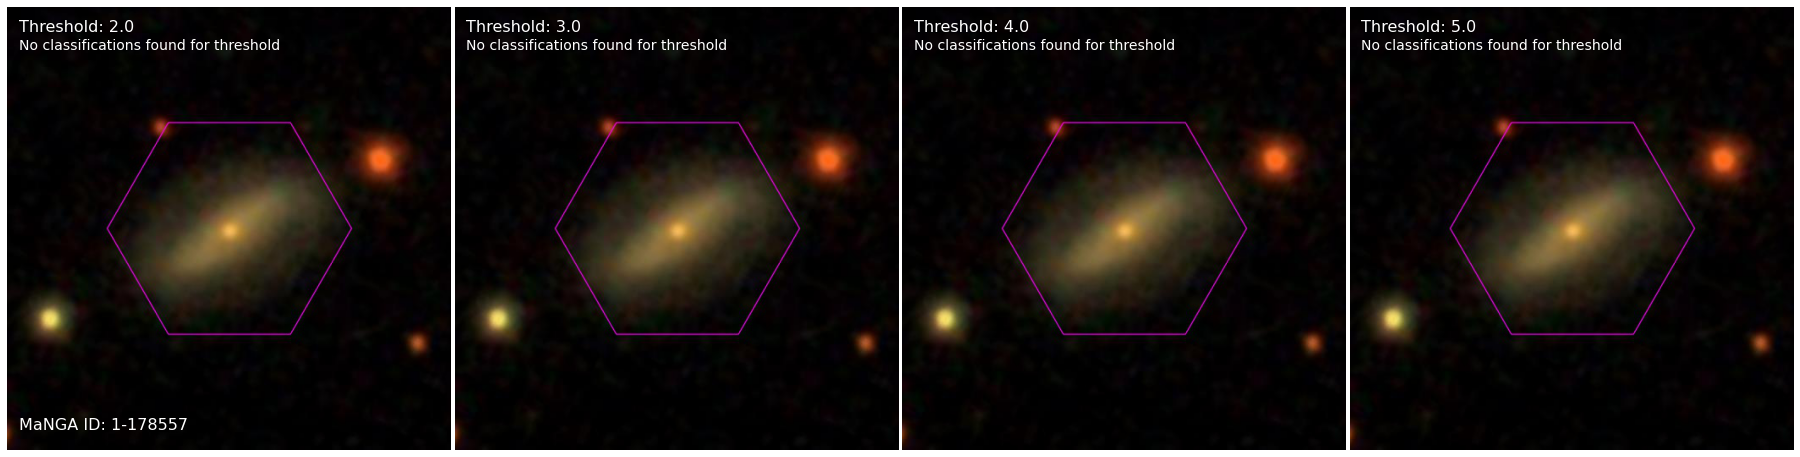 Threshold: 2.0
No classifications found for threshold
MaNGA ID: 1-178557
Threshold: 3.0
No classifications found for threshold
Threshold: 4.0
No classifications found for threshold
Threshold: 5.0
No classifications found for threshold